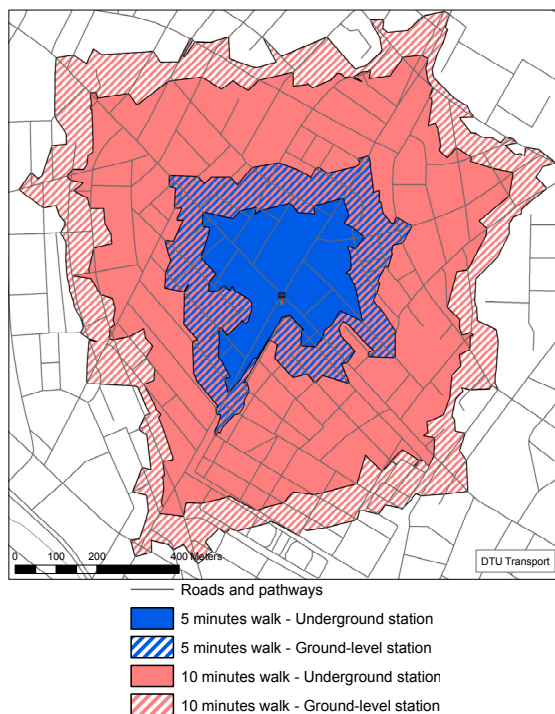 0 100 200 400 Meters
DTU Transport
Roads and pathways
5 minutes walk - Underground station
5 minutes walk - Ground-level station
10 minutes walk - Underground station
10 minutes walk - Ground-level station